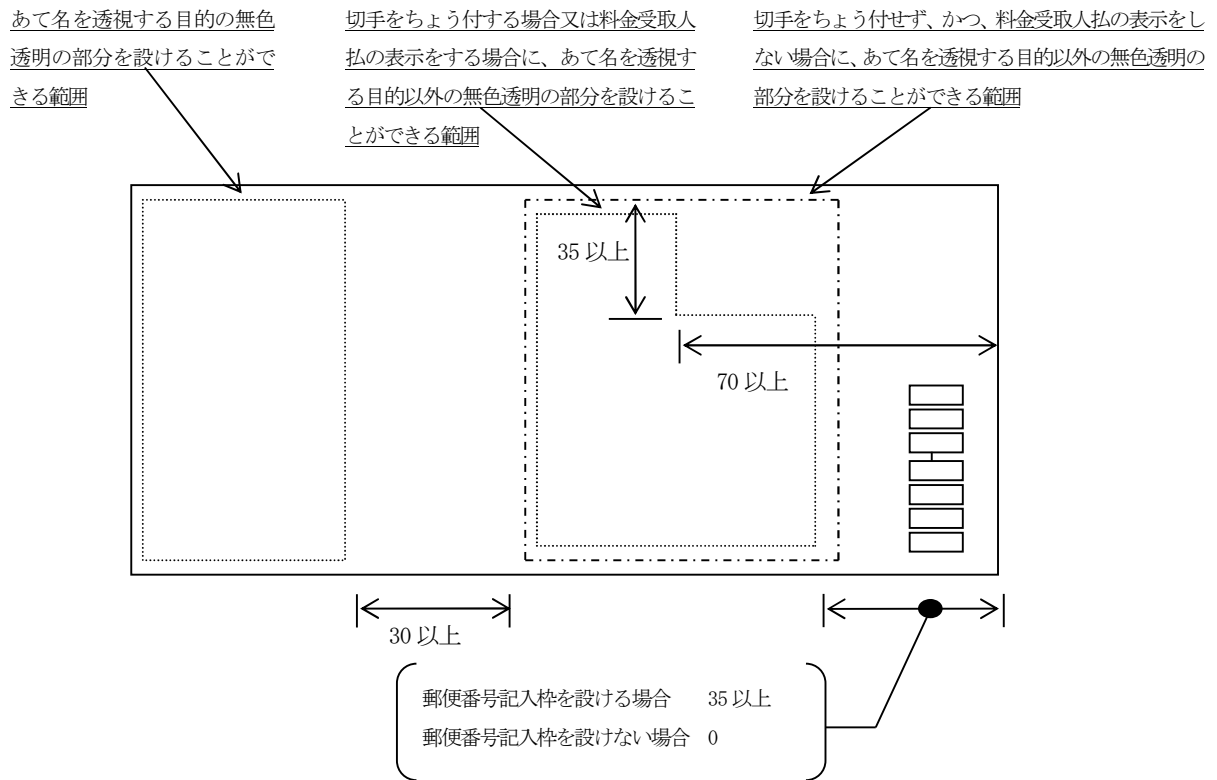 あて名を透視する目的の無色
透明の部分を設けることがで
きる範囲
切手をちょう付する場合又は料金受取人
払の表示をする場合に、あて名を透視す
る目的以外の無色透明の部分を設けるこ
とができる範囲
切手をちょう付せず、かつ、料金受取人払の表示をし
ない場合に、あて名を透視する目的以外の無色透明の
部分を設けることができる範囲
35 以上
70 以上
30 以上
郵便番号記入枠を設ける場合 35 以上
郵便番号記入枠を設けない場合 0